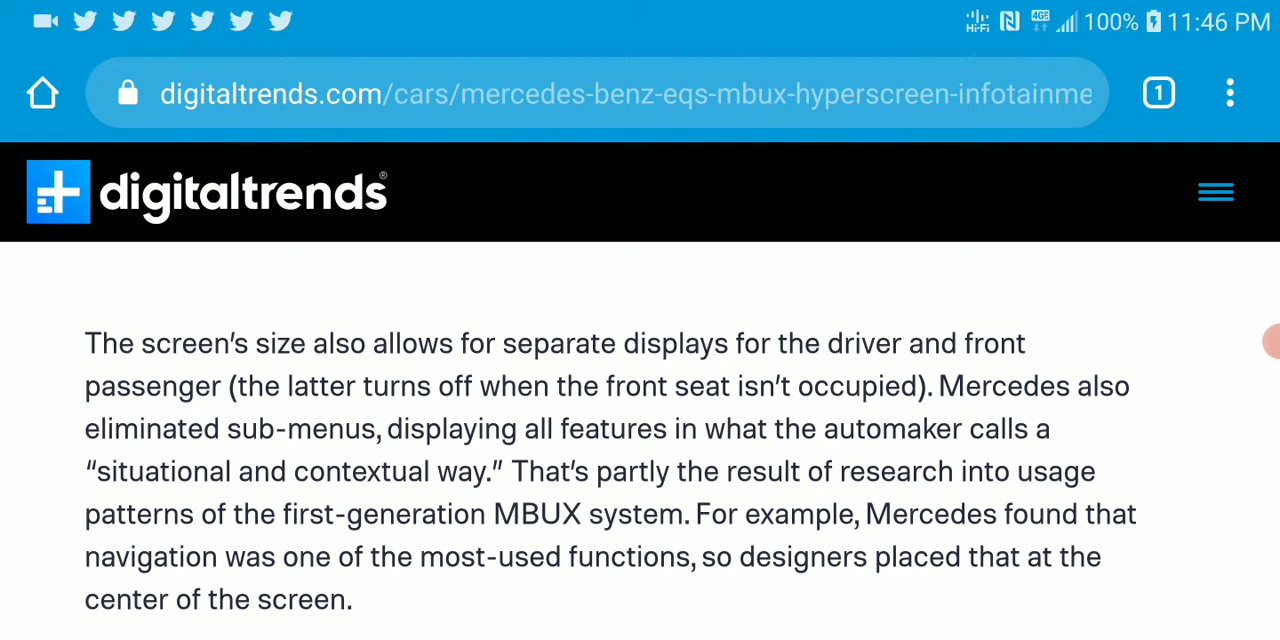 Hi-Fi 4GE 100% 11:46 PM
digitaltrends.com/cars/mercedes-benz-eqs-mbux-hyperscreen-infotainme 1
digitaltrends®
The screen’s size also allows for separate displays for the driver and front
passenger (the latter turns off when the front seat isn’t occupied). Mercedes also
eliminated sub-menus, displaying all features in what the automaker calls a
“situational and contextual way.” That’s partly the result of research into usage
patterns of the first-generation MBUX system. For example, Mercedes found that
navigation was one of the most-used functions, so designers placed that at the
center of the screen.